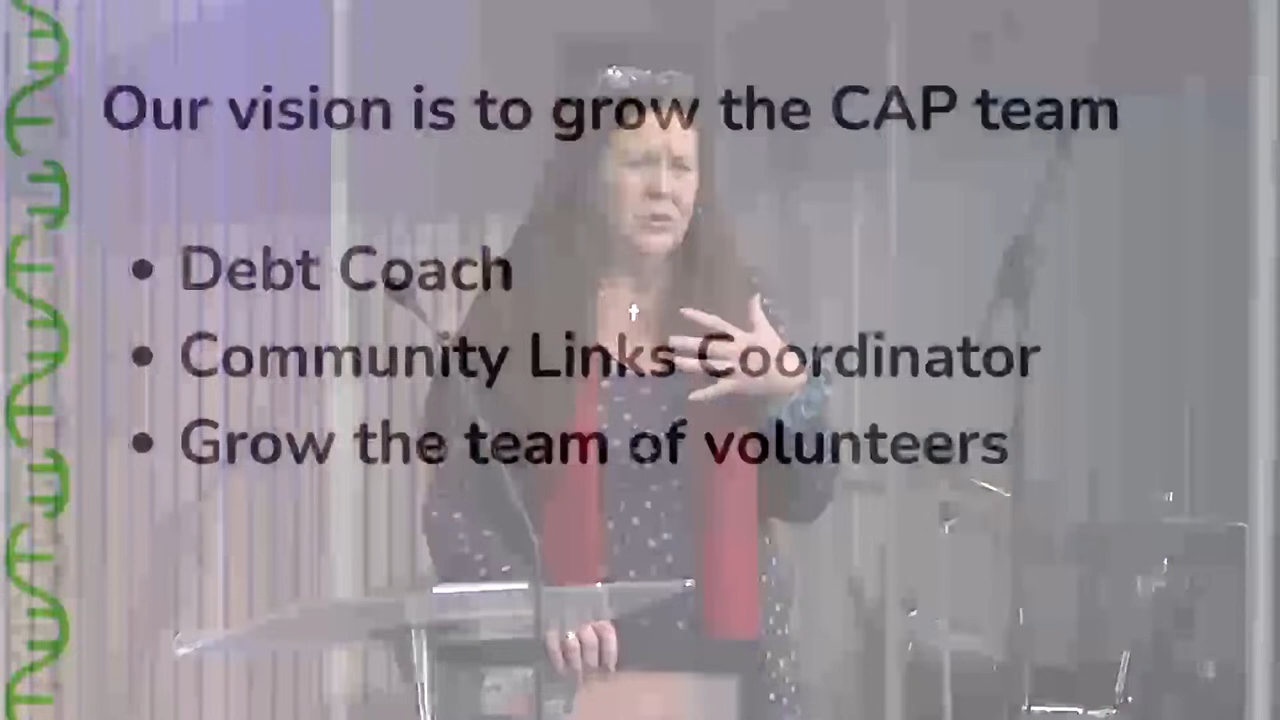 Our vision is to grow the CAP team
• Debt Coach
• Community Links Coordinator
• Grow the team of volunteers